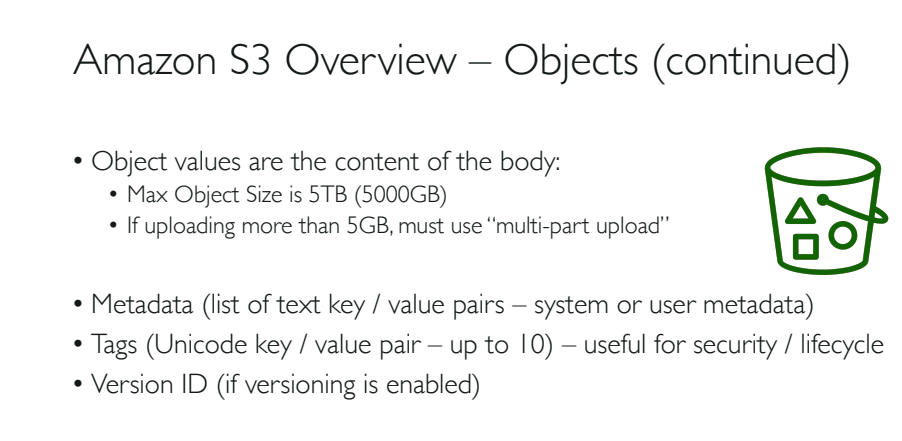 Amazon S3 Overview – Objects (continued)
• Object values are the content of the body:
• Max Object Size is 5TB (5000GB)
• If uploading more than 5GB, must use “multi-part upload”
• Metadata (list of text key / value pairs – system or user metadata)
• Tags (Unicode key / value pair – up to 10) – useful for security / lifecycle
• Version ID (if versioning is enabled)